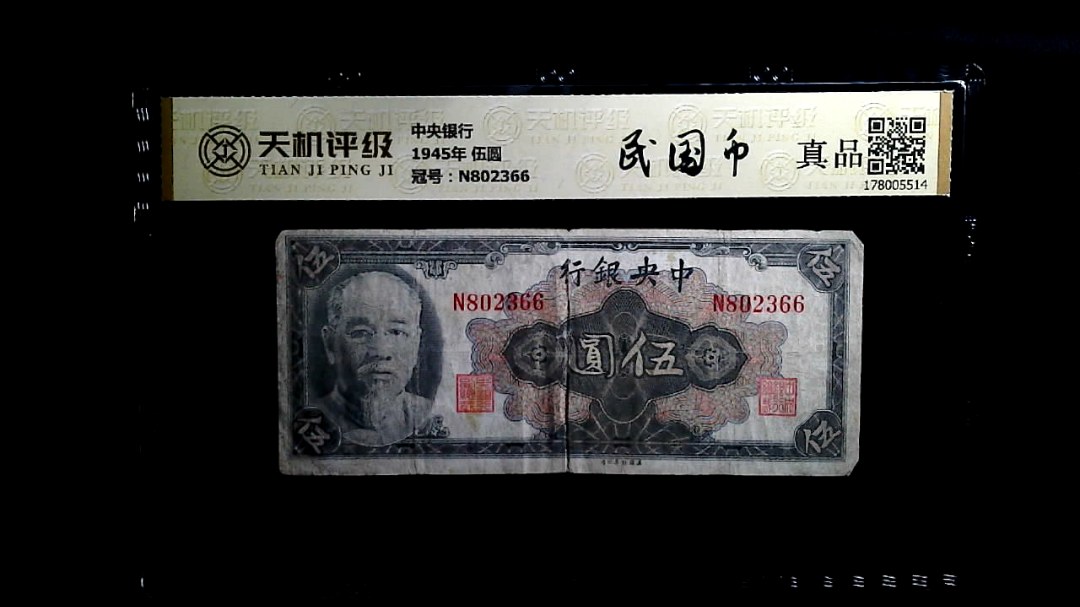 天机评级
TIAN JI PING JI
中央银行
1945年 伍圆
冠号：N802366
民国币
真品
178005514
伍
伍
行銀央中
N802366
N802366
圓伍
伍
伍